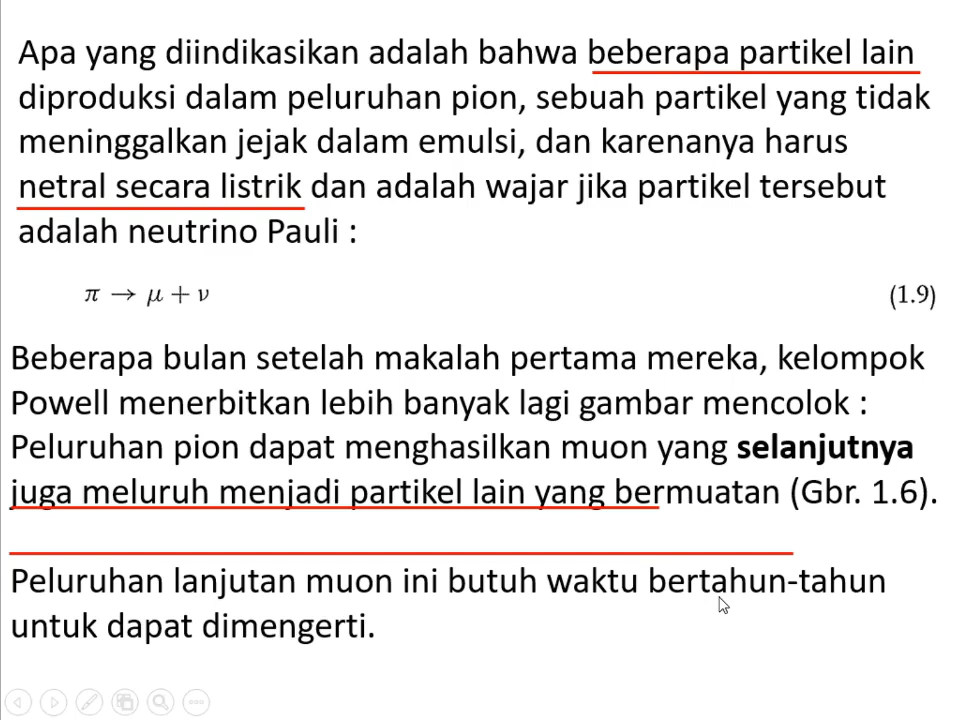 Apa yang diindikasikan adalah bahwa beberapa partikel lain
diproduksi dalam peluruhan pion, sebuah partikel yang tidak
meninggalkan jejak dalam emulsi, dan karenanya harus
netral secara listrik dan adalah wajar jika partikel tersebut
adalah neutrino Pauli :
π → μ + ν (1.9)
Beberapa bulan setelah makalah pertama mereka, kelompok
Powell menerbitkan lebih banyak lagi gambar mencolok :
Peluruhan pion dapat menghasilkan muon yang selanjutnya
juga meluruh menjadi partikel lain yang bermuatan (Gbr. 1.6).
Peluruhan lanjutan muon ini butuh waktu bertahun-tahun
untuk dapat dimengerti.